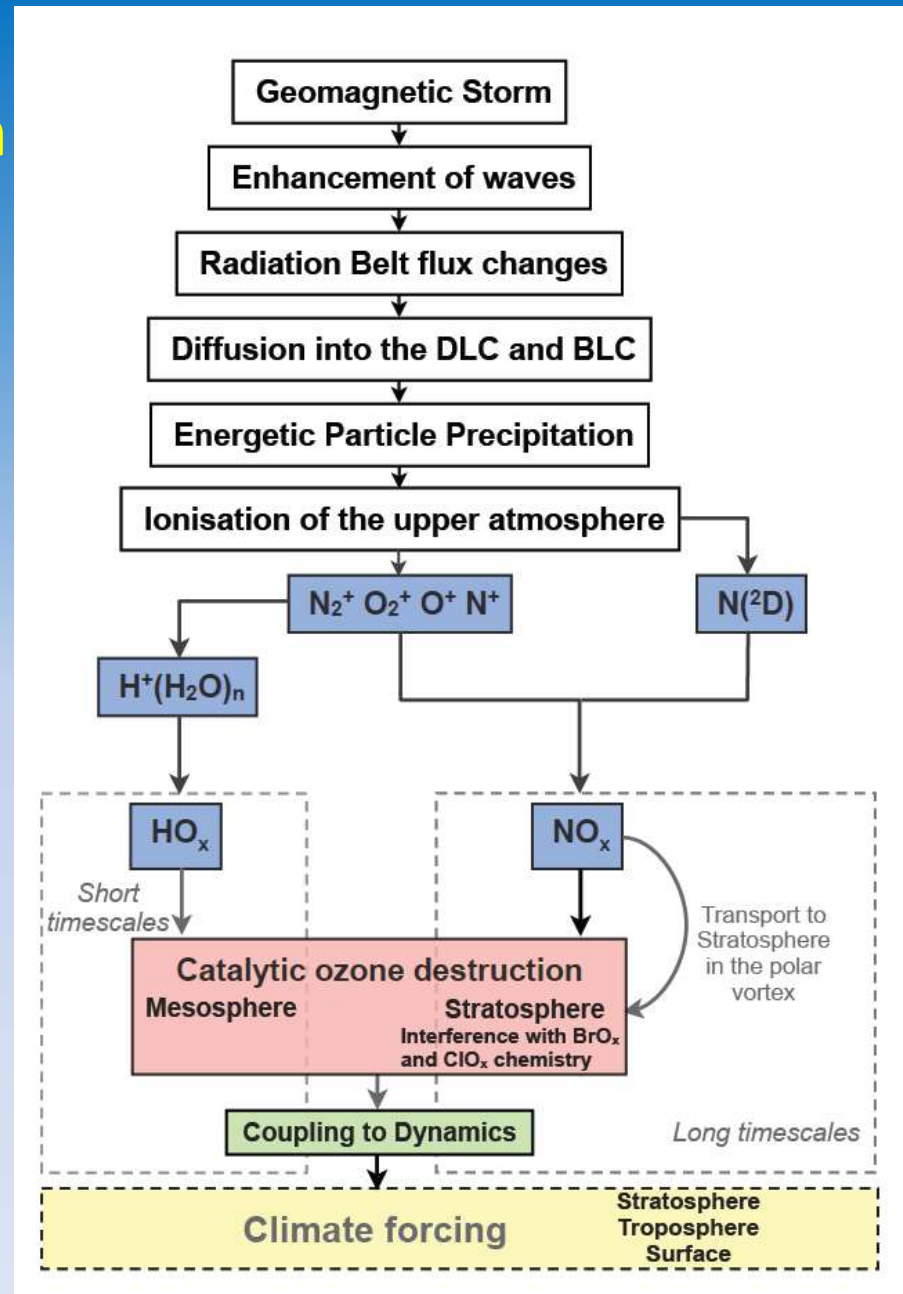 Geomagnetic Storm
Enhancement of waves
Radiation Belt flux changes
Diffusion into the DLC and BLC
Energetic Particle Precipitation
Ionisation of the upper atmosphere
N₂⁺ O₂⁺ O⁺ N⁺
N(²D)
H⁺(H₂O)ₙ
HOₓ
NOₓ
Short
timescales
Transport to
Stratosphere
in the polar
vortex
Catalytic ozone destruction
Mesosphere
Stratosphere
Interference with BrOₓ
and ClOₓ chemistry
Coupling to Dynamics
Long timescales
Climate forcing
Stratosphere
Troposphere
Surface